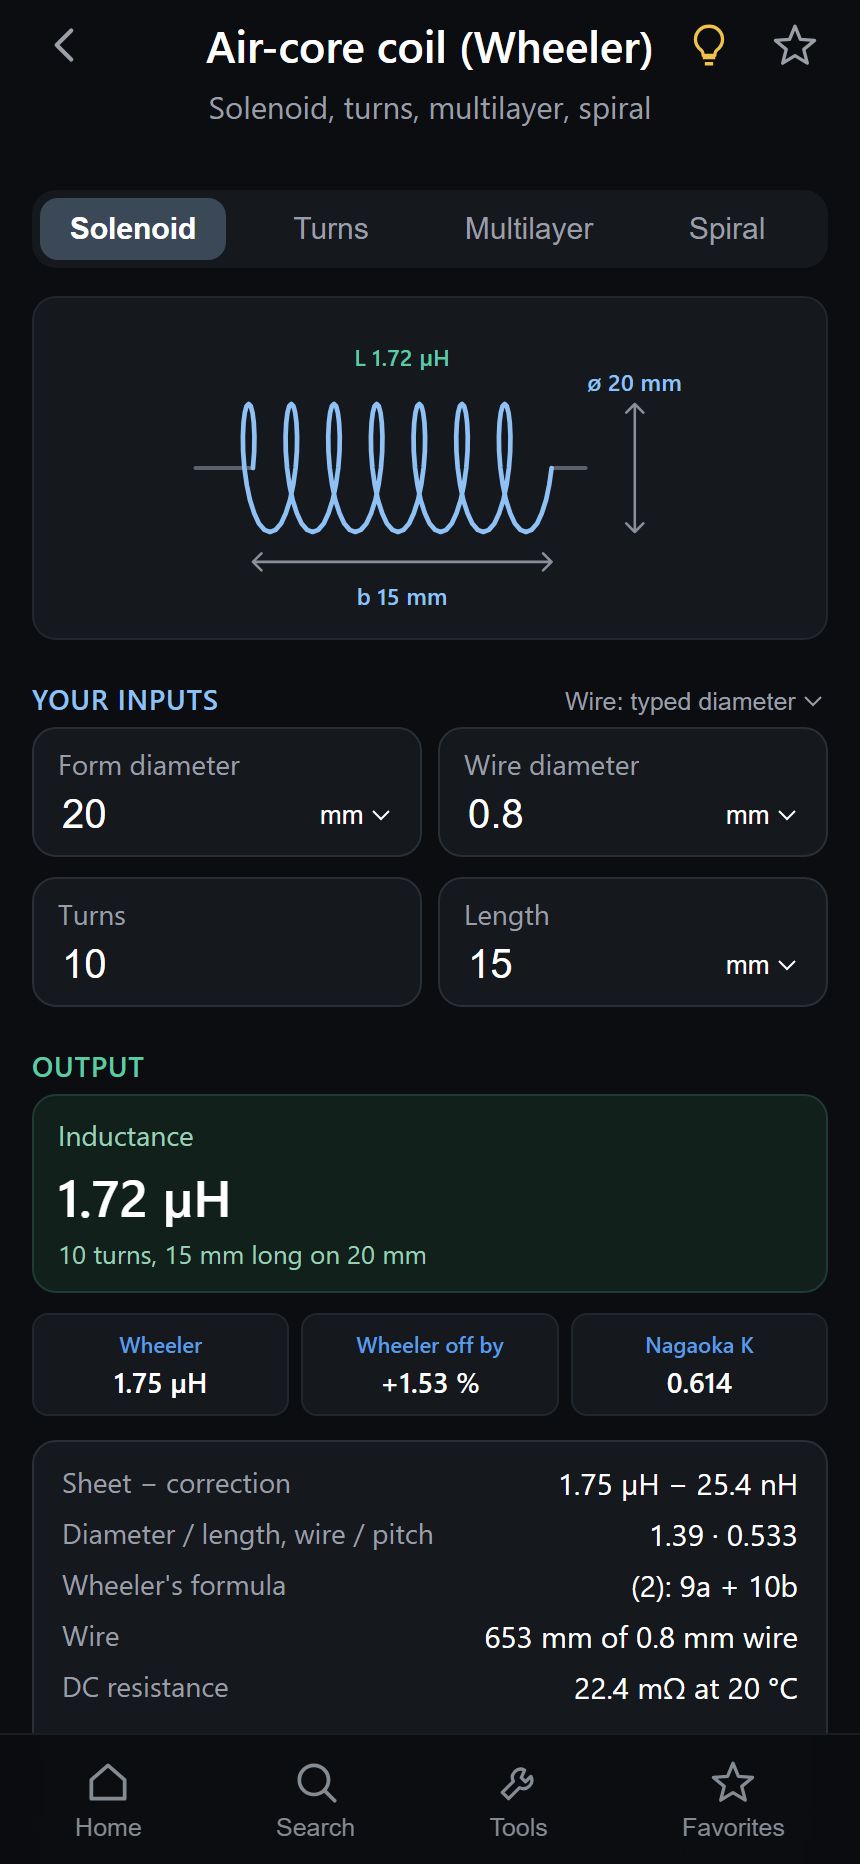 Air-core coil (Wheeler)
Solenoid, turns, multilayer, spiral
Solenoid Turns Multilayer Spiral
L 1.72 µH
ø 20 mm
b 15 mm
YOUR INPUTS Wire: typed diameter
Form diameter
20 mm
Wire diameter
0.8 mm
Turns
10
Length
15 mm
OUTPUT
Inductance
1.72 µH
10 turns, 15 mm long on 20 mm
Wheeler
1.75 µH
Wheeler off by
+1.53 %
Nagaoka K
0.614
Sheet − correction 1.75 µH − 25.4 nH
Diameter / length, wire / pitch 1.39 · 0.533
Wheeler's formula (2): 9a + 10b
Wire 653 mm of 0.8 mm wire
DC resistance 22.4 mΩ at 20 °C
Home Search Tools Favorites